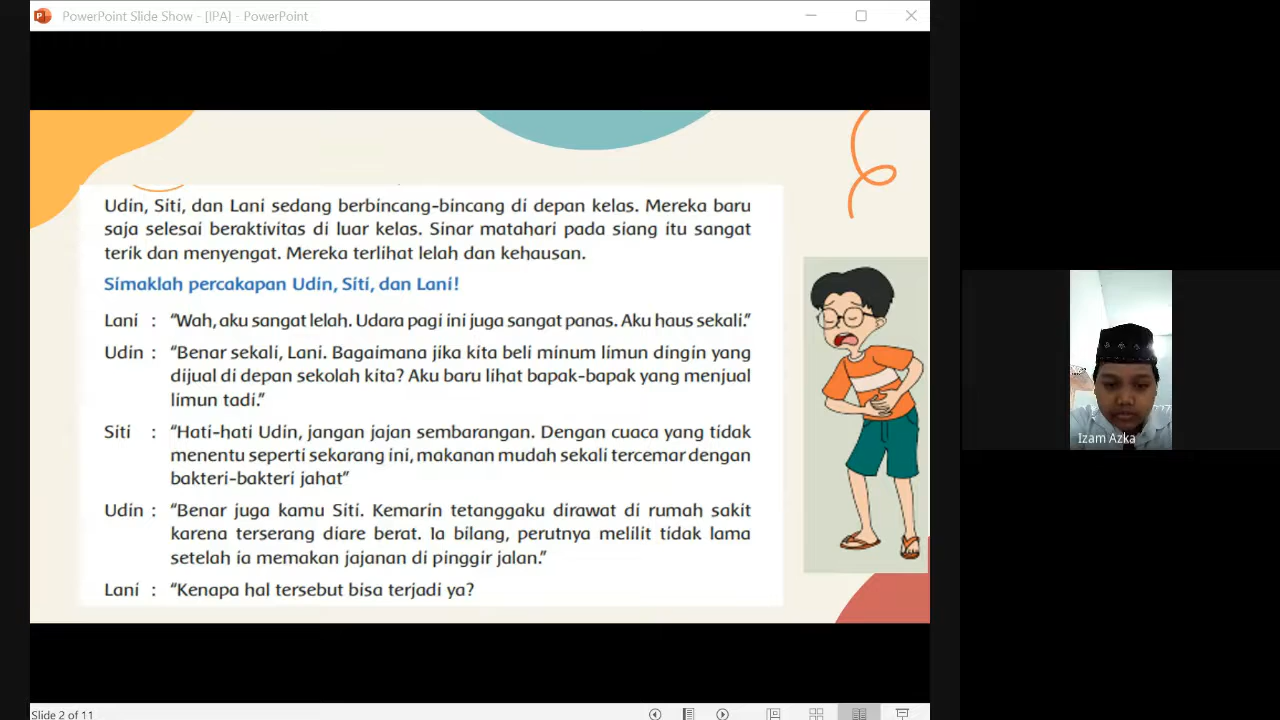 PowerPoint Slide Show - [IPA] - PowerPoint
Udin, Siti, dan Lani sedang berbincang-bincang di depan kelas. Mereka baru
saja selesai beraktivitas di luar kelas. Sinar matahari pada siang itu sangat
terik dan menyengat. Mereka terlihat lelah dan kehausan.
Simaklah percakapan Udin, Siti, dan Lani!
Lani : “Wah, aku sangat lelah. Udara pagi ini juga sangat panas. Aku haus sekali.”
Udin : “Benar sekali, Lani. Bagaimana jika kita beli minum limun dingin yang
dijual di depan sekolah kita? Aku baru lihat bapak-bapak yang menjual
limun tadi.”
Siti : “Hati-hati Udin, jangan jajan sembarangan. Dengan cuaca yang tidak
menentu seperti sekarang ini, makanan mudah sekali tercemar dengan
bakteri-bakteri jahat”
Udin : “Benar juga kamu Siti. Kemarin tetanggaku dirawat di rumah sakit
karena terserang diare berat. Ia bilang, perutnya melilit tidak lama
setelah ia memakan jajanan di pinggir jalan.”
Lani : “Kenapa hal tersebut bisa terjadi ya?
Izam Azka
Slide 2 of 11